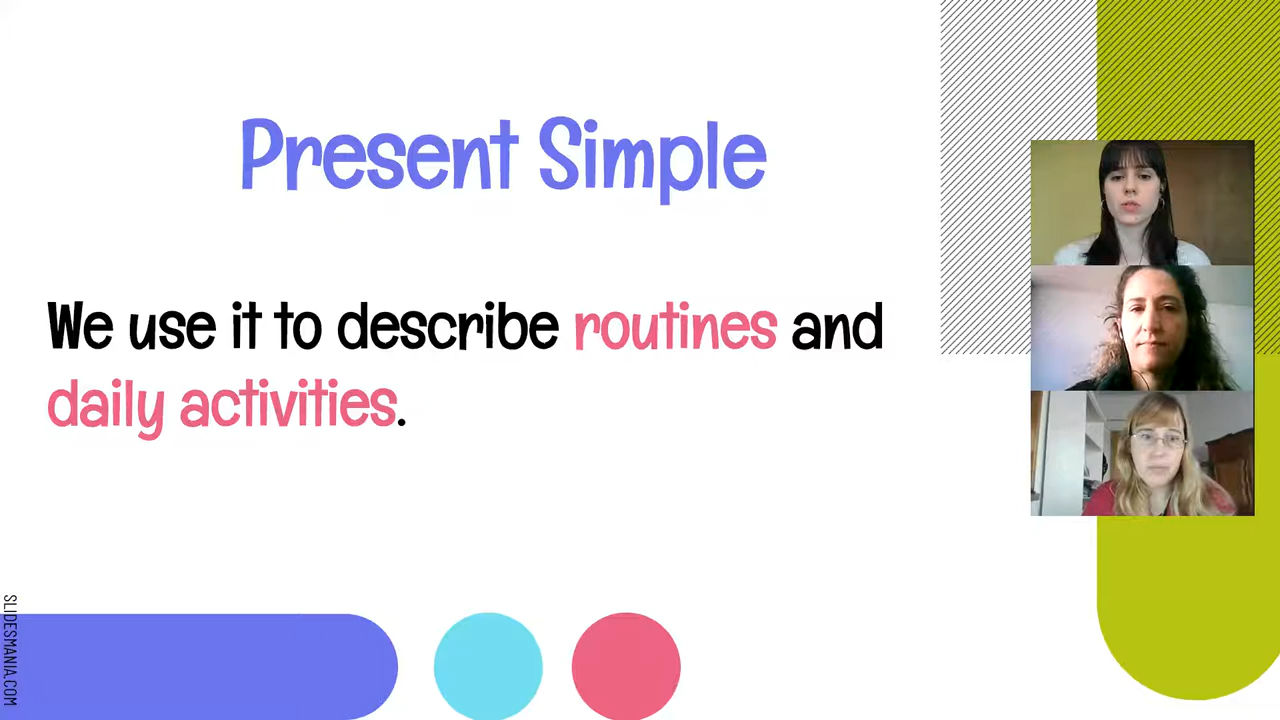 Present Simple
We use it to describe routines and
daily activities.
SLIDESMANIA.COM